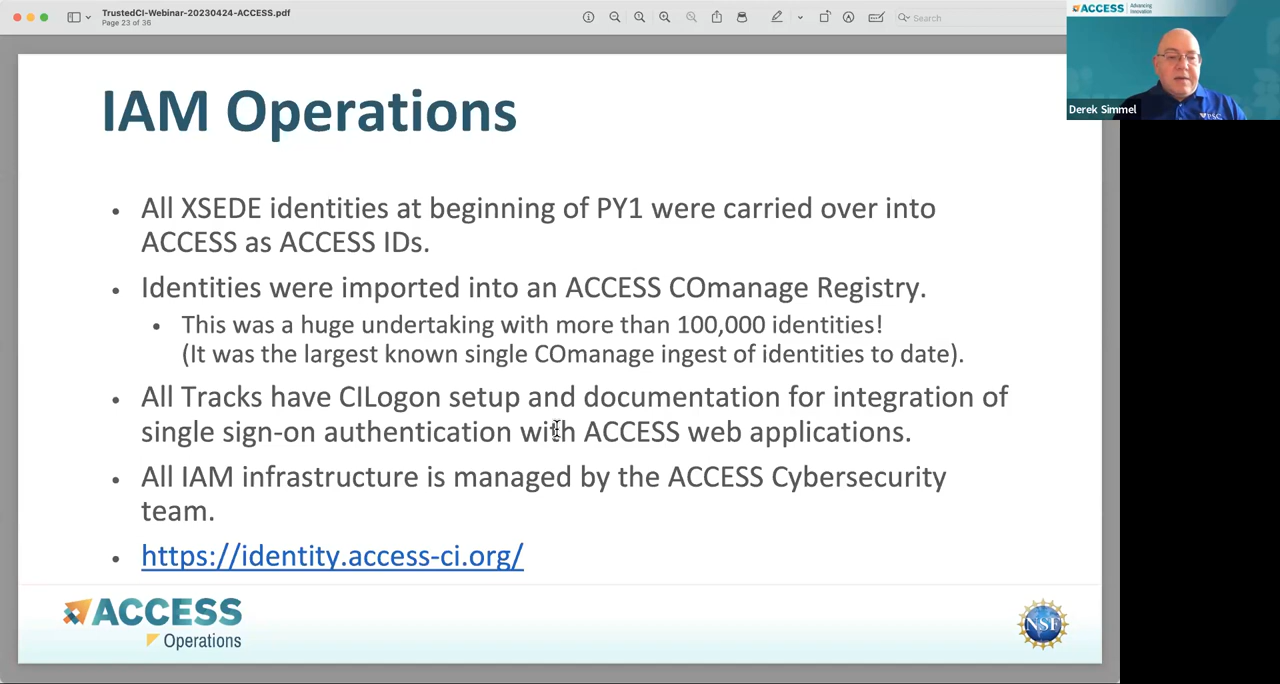 TrustedCI-Webinar-20230424-ACCESS.pdf
Page 23 of 36
Search
ACCESS
Advancing
Innovation
Derek Simmel
PSC
IAM Operations
• All XSEDE identities at beginning of PY1 were carried over into
ACCESS as ACCESS IDs.
• Identities were imported into an ACCESS COmanage Registry.
• This was a huge undertaking with more than 100,000 identities!
(It was the largest known single COmanage ingest of identities to date).
• All Tracks have CILogon setup and documentation for integration of
single sign-on authentication with ACCESS web applications.
• All IAM infrastructure is managed by the ACCESS Cybersecurity
team.
• https://identity.access-ci.org/
ACCESS
Operations
NSF